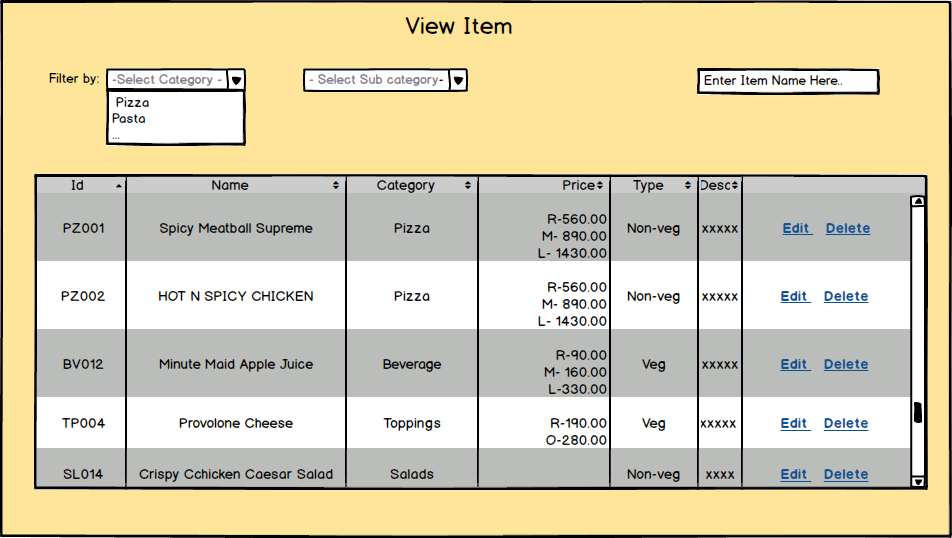 View Item
Filter by: -Select Category - - Select Sub category- Enter Item Name Here..
Pizza
Pasta
...
Id Name Category Price Type Desc
PZ001 Spicy Meatball Supreme Pizza R-560.00 Non-veg xxxxx Edit Delete
M- 890.00
L- 1430.00
PZ002 HOT N SPICY CHICKEN Pizza R-560.00 Non-veg xxxxx Edit Delete
M- 890.00
L- 1430.00
BV012 Minute Maid Apple Juice Beverage R-90.00 Veg xxxxx Edit Delete
M- 160.00
L-330.00
TP004 Provolone Cheese Toppings R-190.00 Veg xxxxx Edit Delete
O-280.00
SL014 Crispy Cchicken Caesar Salad Salads Non-veg xxxx Edit Delete